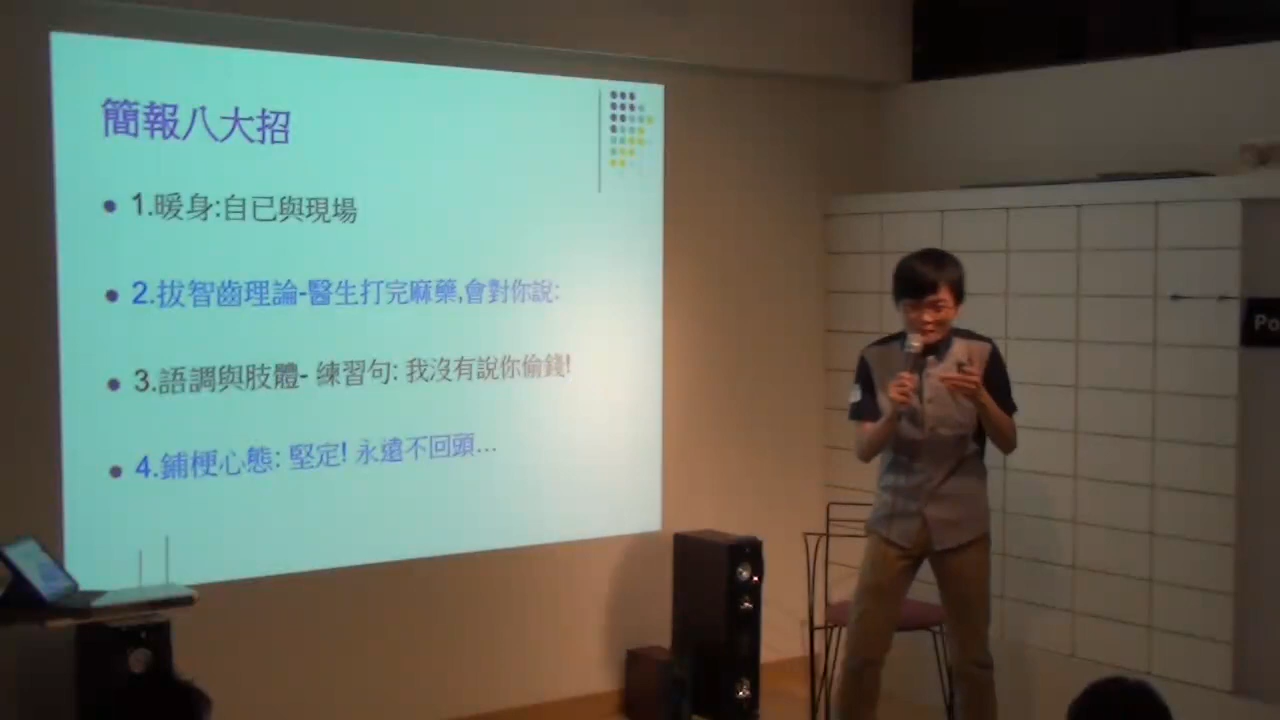 簡報八大招
1.暖身:自已與現場
2.拔智齒理論-醫生打完麻藥,會對你說:
3.語調與肢體- 練習句: 我沒有說你偷錢!
4.鋪梗心態: 堅定! 永遠不回頭...
Po